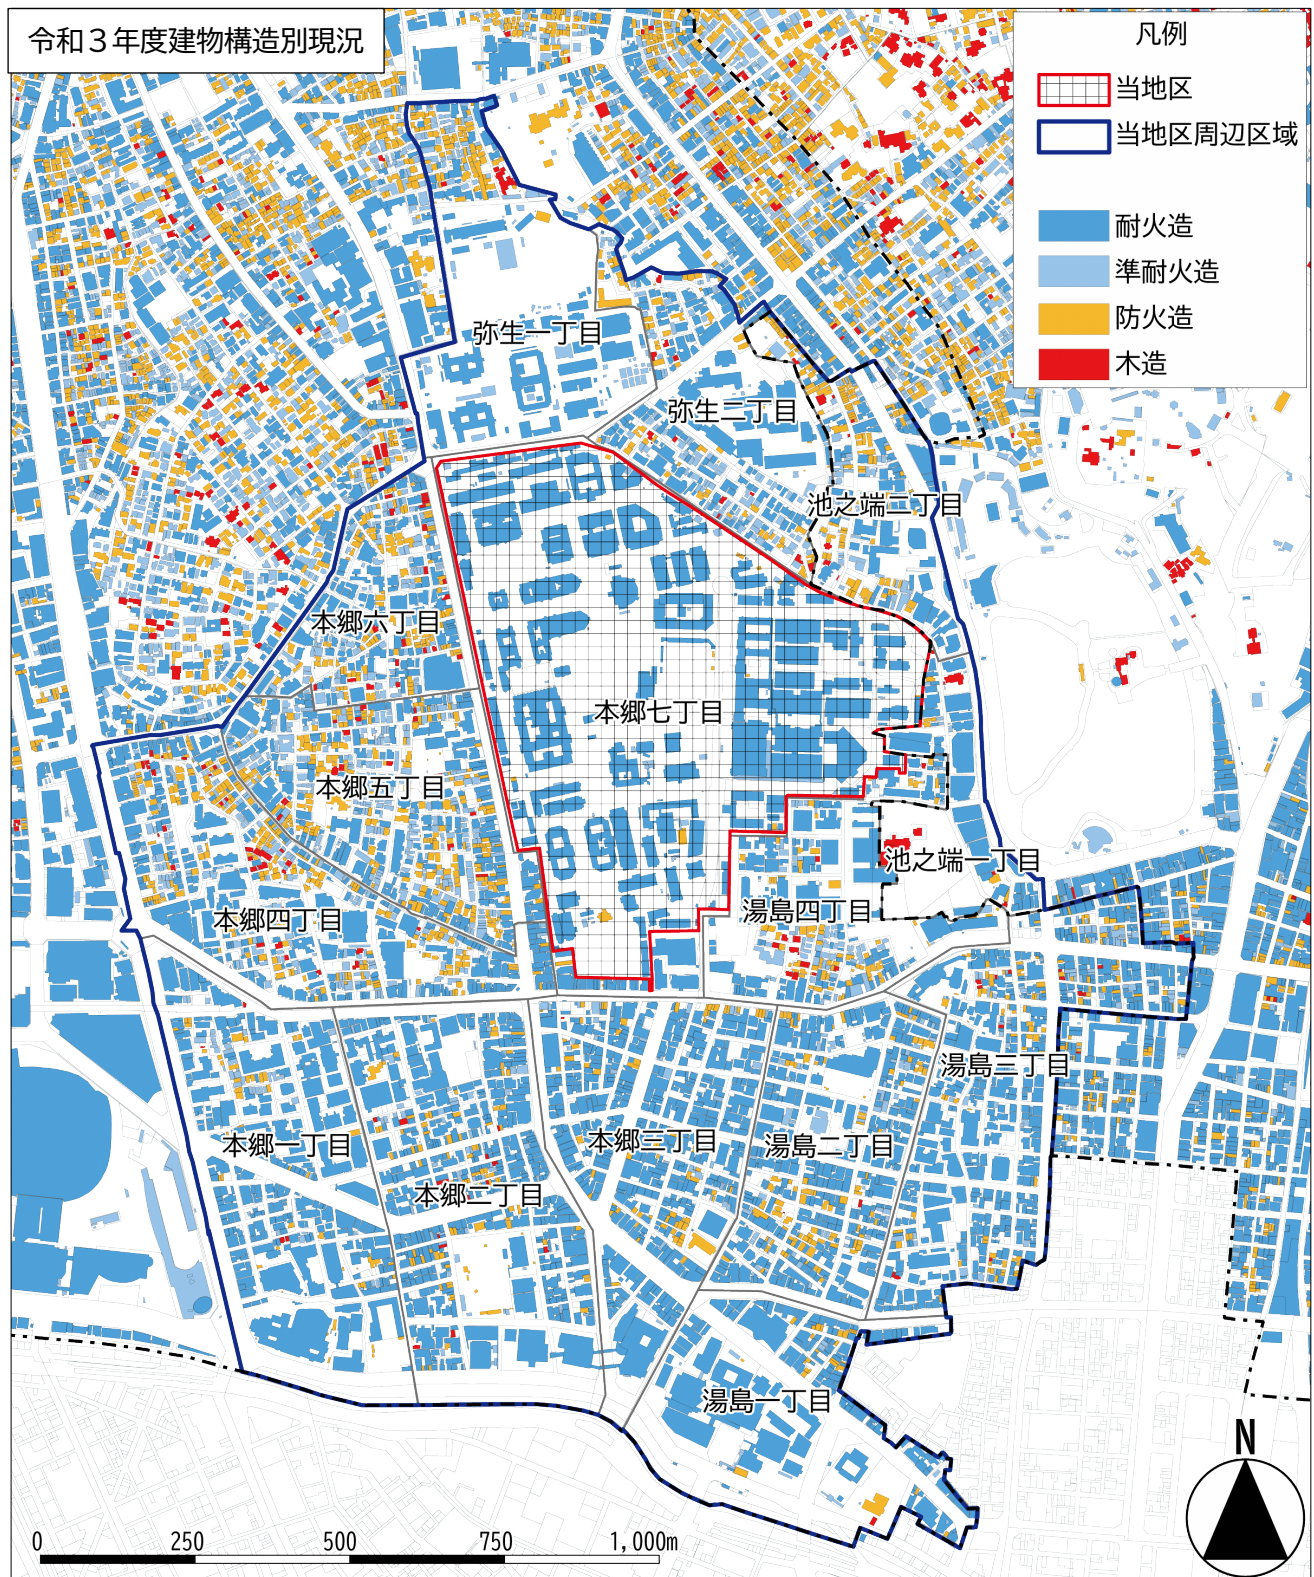 令和３年度建物構造別現況
凡例
当地区
当地区周辺区域
耐火造
準耐火造
防火造
木造
弥生一丁目
弥生二丁目
池之端二丁目
本郷六丁目
本郷七丁目
本郷五丁目
池之端一丁目
湯島四丁目
本郷四丁目
湯島三丁目
本郷一丁目
本郷三丁目
湯島二丁目
本郷二丁目
湯島一丁目
N
0 250 500 750 1,000m